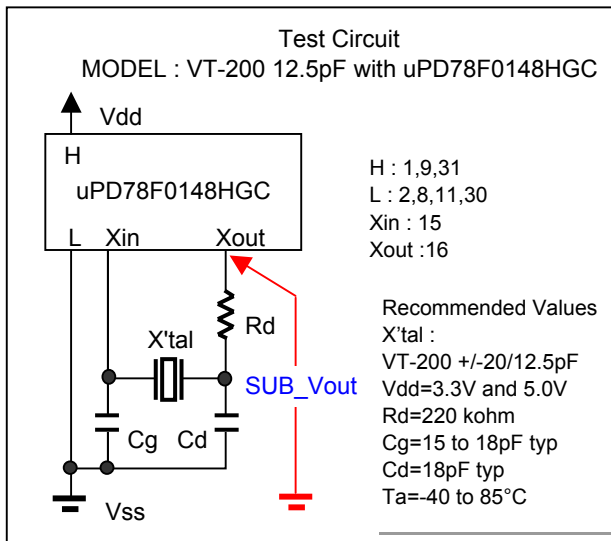 Test Circuit
MODEL : VT-200 12.5pF with uPD78F0148HGC
Vdd
H
uPD78F0148HGC
L Xin Xout
H : 1,9,31
L : 2,8,11,30
Xin : 15
Xout :16
Rd
X'tal
SUB_Vout
Cg Cd
Vss
Recommended Values
X’tal :
VT-200 +/-20/12.5pF
Vdd=3.3V and 5.0V
Rd=220 kohm
Cg=15 to 18pF typ
Cd=18pF typ
Ta=-40 to 85°C